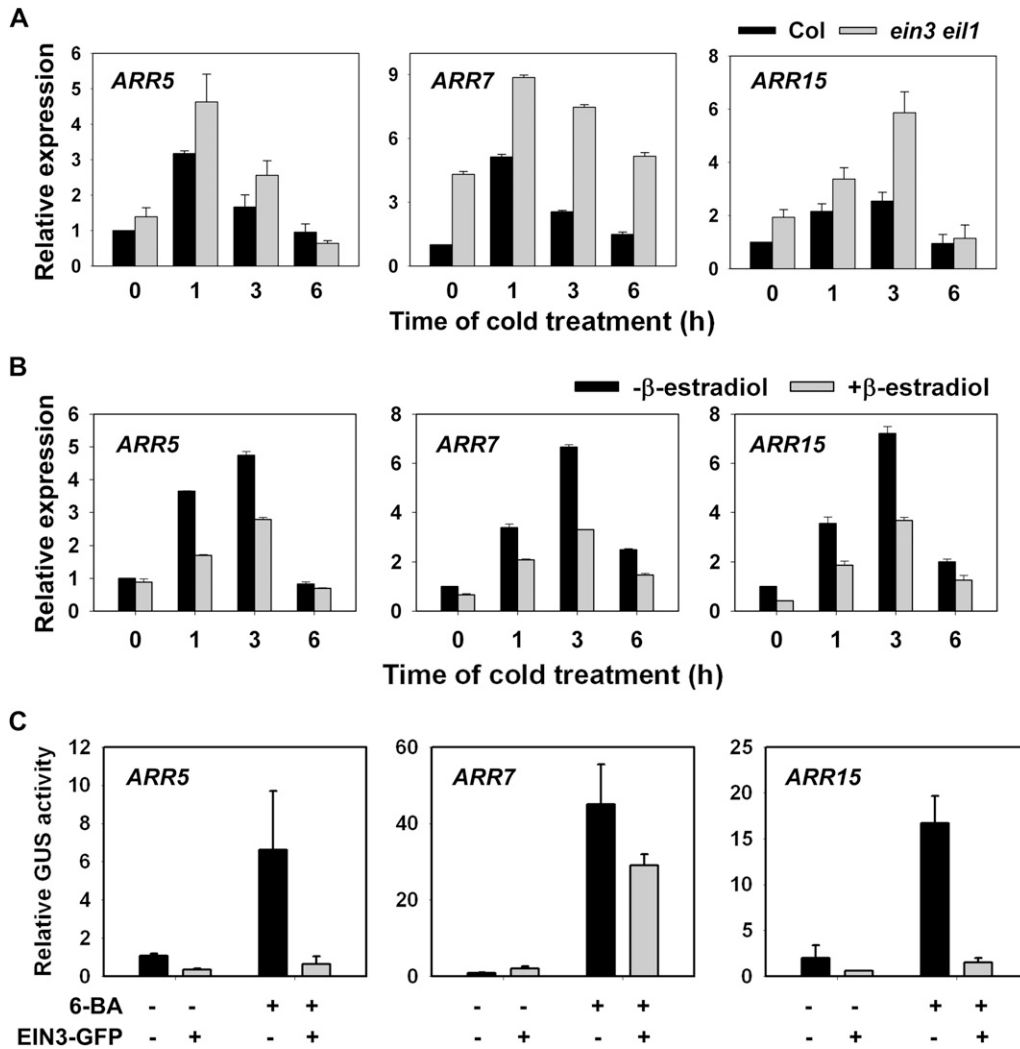 A
Col ein3 eil1
Relative expression
6
5
4
3
2
1
0
ARR5
0 1 3 6
9
6
3
0
ARR7
0 1 3 6
8
6
4
2
0
ARR15
0 1 3 6
Time of cold treatment (h)
B
-β-estradiol +β-estradiol
Relative expression
6
5
4
3
2
1
0
ARR5
0 1 3 6
8
6
4
2
0
ARR7
0 1 3 6
8
6
4
2
0
ARR15
0 1 3 6
Time of cold treatment (h)
C
Relative GUS activity
12
10
8
6
4
2
0
ARR5
60
40
20
0
ARR7
25
20
15
10
5
0
ARR15
6-BA - - + + - - + + - - + +
EIN3-GFP - + - + - + - + - + - +